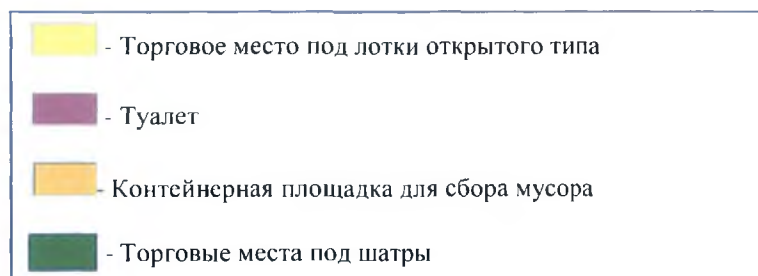 - Торговое место под лотки открытого типа
- Туалет
- Контейнерная площадка для сбора мусора
- Торговые места под шатры